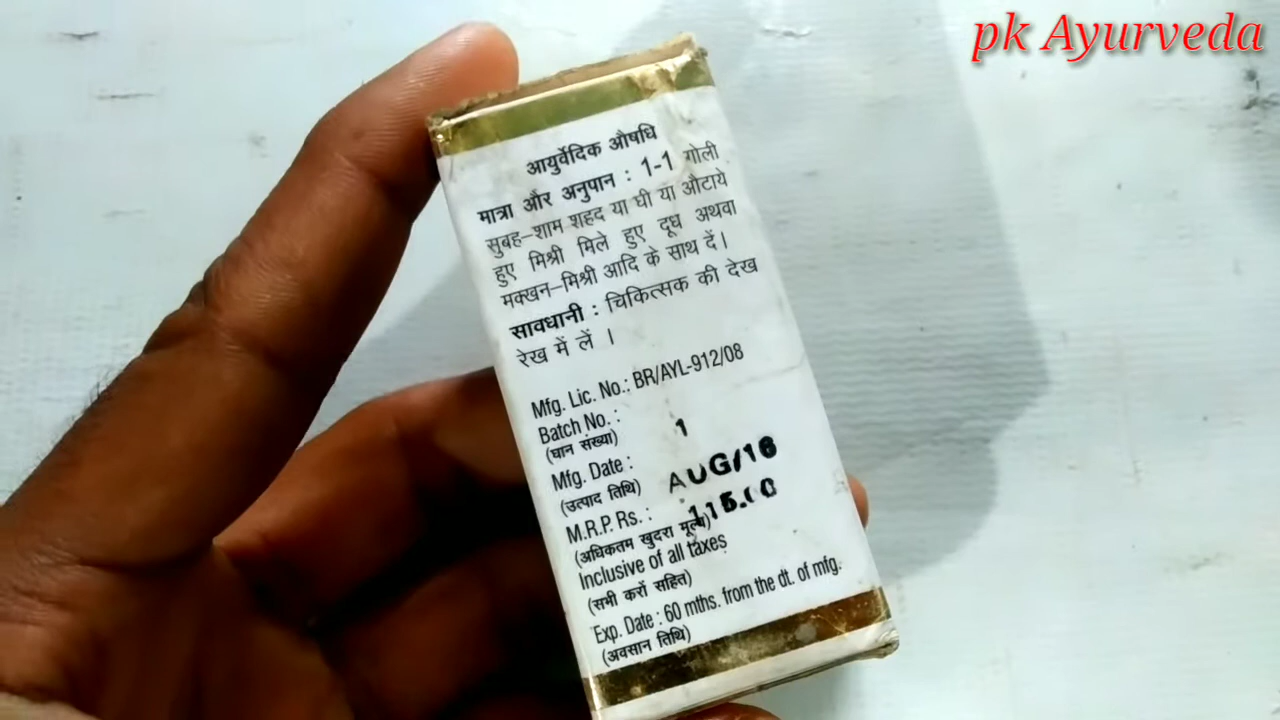 pk Ayurveda
आयुर्वेदिक औषधि
मात्रा और अनुपान : 1-1 गोली
सुबह-शाम शहद या घी या औटाये
हुए मिश्री मिले हुए दूध अथवा
मक्खन-मिश्री आदि के साथ दें।
सावधानी : चिकित्सक की देख
रेख में लें ।
Mfg. Lic. No.: BR/AYL-912/08
Batch No. : 1
(घान संख्या)
Mfg. Date : AUG/16
(उत्पाद तिथि)
M.R.P. Rs. : 115.00
(अधिकतम खुदरा मूल्य)
Inclusive of all taxes
(सभी करों सहित)
Exp. Date : 60 mths. from the dt. of mfg.
(अवसान तिथि)